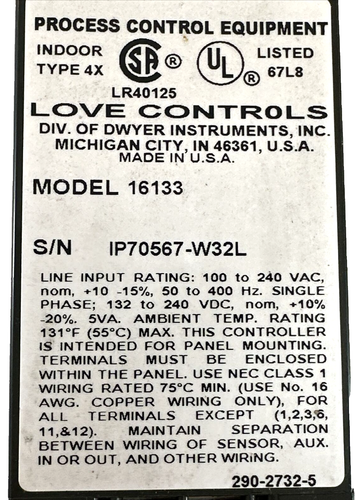 PROCESS CONTROL EQUIPMENT
INDOOR TYPE 4X
SA ® UL ®
LISTED 67L8
LR40125
LOVE CONTROLS
DIV. OF DWYER INSTRUMENTS, INC.
MICHIGAN CITY, IN 46361, U.S.A.
MADE IN U.S.A.
MODEL 16133
S/N IP70567-W32L
LINE INPUT RATING: 100 to 240 VAC,
nom, +10 -15%, 50 to 400 Hz. SINGLE
PHASE; 132 to 240 VDC, nom, +10%
-20%. 5VA. AMBIENT TEMP. RATING
131°F (55°C) MAX. THIS CONTROLLER
IS INTENDED FOR PANEL MOUNTING.
TERMINALS MUST BE ENCLOSED
WITHIN THE PANEL. USE NEC CLASS 1
WIRING RATED 75°C MIN. (USE No. 16
AWG. COPPER WIRING ONLY), FOR
ALL TERMINALS EXCEPT (1,2,3,6,
11,&12). MAINTAIN SEPARATION
BETWEEN WIRING OF SENSOR, AUX.
IN OR OUT, AND OTHER WIRING.
290-2732-5